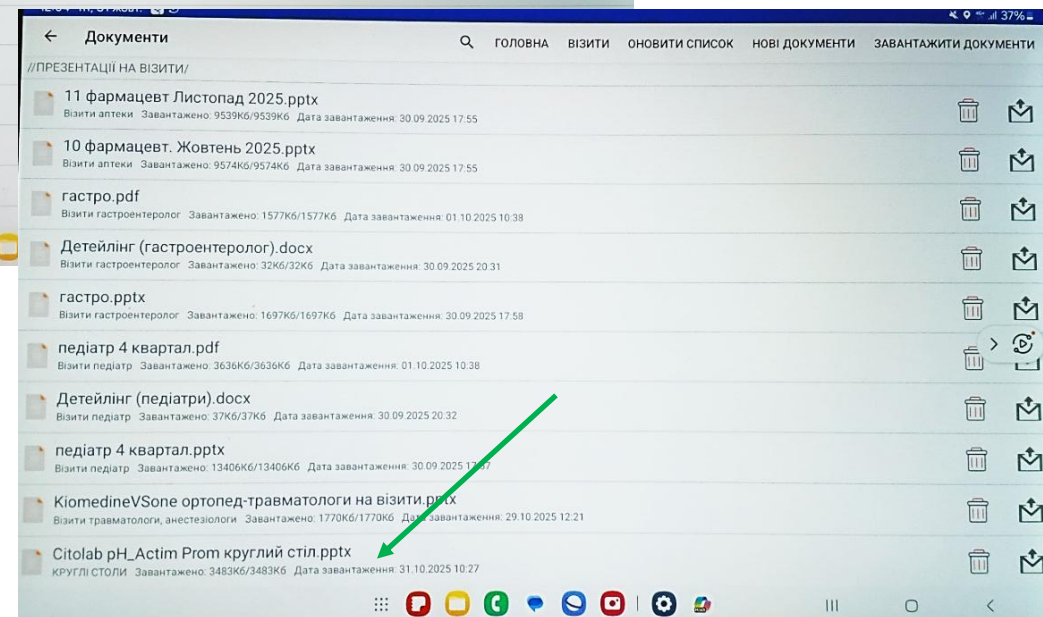 37%
Документи
ГОЛОВНА ВІЗИТИ ОНОВИТИ СПИСОК НОВІ ДОКУМЕНТИ ЗАВАНТАЖИТИ ДОКУМЕНТИ
//ПРЕЗЕНТАЦІЇ НА ВІЗИТИ/
11 фармацевт Листопад 2025.pptx
Візити аптеки Завантажено: 9539Кб/9539Кб Дата завантаження: 30.09.2025 17:55
10 фармацевт. Жовтень 2025.pptx
Візити аптеки Завантажено: 9574Кб/9574Кб Дата завантаження: 30.09.2025 17:55
гастро.pdf
Візити гастроентеролог Завантажено: 1577Кб/1577Кб Дата завантаження: 01.10.2025 10:38
Детейлінг (гастроентеролог).docx
Візити гастроентеролог Завантажено: 32Кб/32Кб Дата завантаження: 30.09.2025 20:31
гастро.pptx
Візити гастроентеролог Завантажено: 1697Кб/1697Кб Дата завантаження: 30.09.2025 17:58
педіатр 4 квартал.pdf
Візити педіатр Завантажено: 3636Кб/3636Кб Дата завантаження: 01.10.2025 10:38
Детейлінг (педіатри).docx
Візити педіатр Завантажено: 37Кб/37Кб Дата завантаження: 30.09.2025 20:32
педіатр 4 квартал.pptx
Візити педіатр Завантажено: 13406Кб/13406Кб Дата завантаження: 30.09.2025
KiomedineVSone ортопед-травматологи на візити.pptx
Візити травматологи, анестезіологи Завантажено: 1770Кб/1770Кб Дата завантаження: 29.10.2025 12:21
Citolab pH_Actim Prom круглий стіл.pptx
КРУГЛІ СТОЛИ Завантажено: 3483Кб/3483Кб Дата завантаження: 31.10.2025 10:27